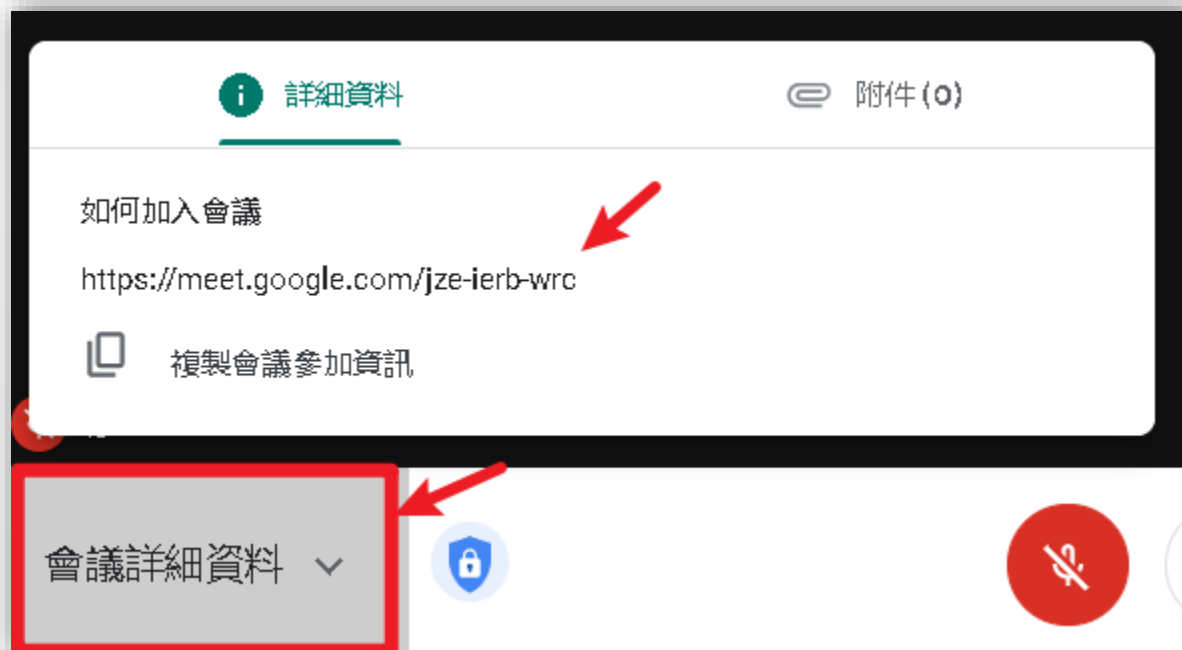 詳細資料
附件(0)
如何加入會議
https://meet.google.com/jze-ierb-wrc
複製會議參加資訊
會議詳細資料